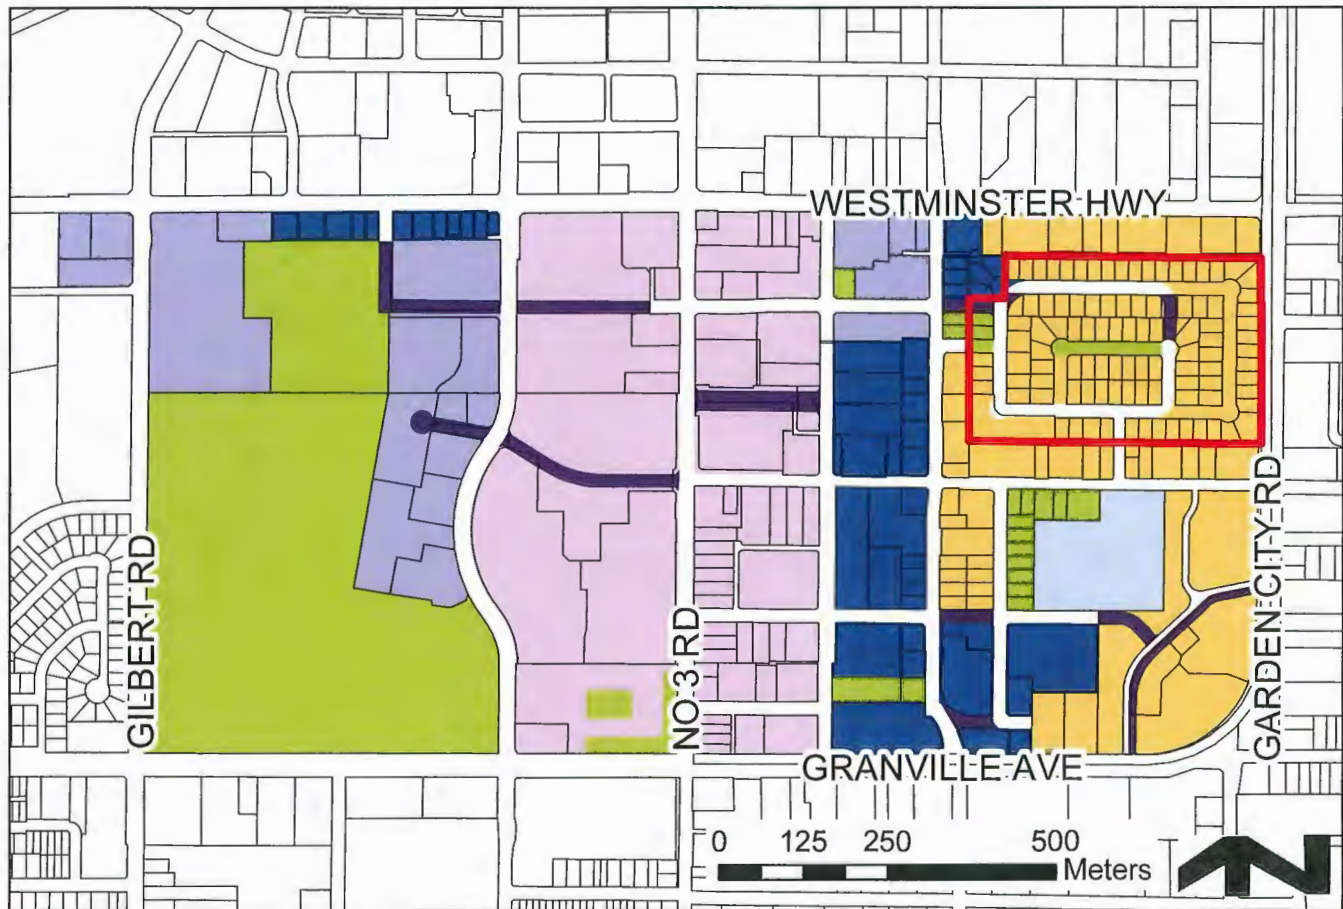 WESTMINSTER HWY
GILBERT RD
NO 3 RD
GARDEN CITY RD
GRANVILLE AVE
0 125 250 500
Meters
N